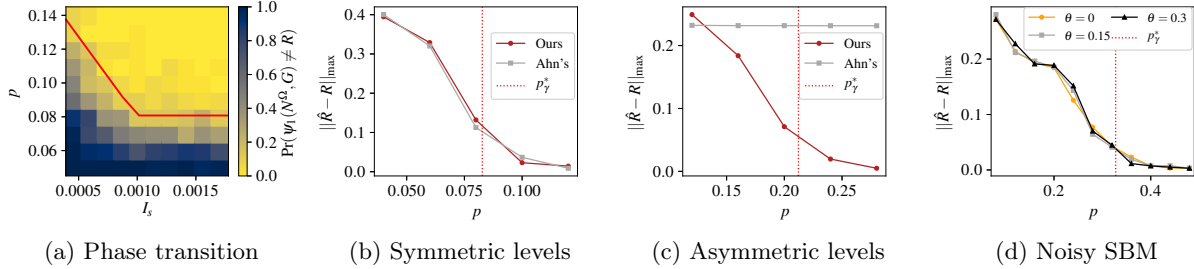 0.14
0.12
0.10
0.08
0.06
p
0.0005 0.0010 0.0015
I_s
1.0
0.8
0.6
0.4
0.2
0.0
Pr(ψ₁(N^Ω, G) ≠ R)
(a) Phase transition
0.4
0.3
0.2
0.1
0.0
||R̂ − R||_max
Ours
Ahn's
p*_γ
0.050 0.075 0.100
p
(b) Symmetric levels
0.2
0.1
0.0
||R̂ − R||_max
Ours
Ahn's
p*_γ
0.15 0.20 0.25
p
(c) Asymmetric levels
0.2
0.1
0.0
||R̂ − R||_max
θ = 0 θ = 0.3
θ = 0.15 p*_γ
0.2 0.4
p
(d) Noisy SBM